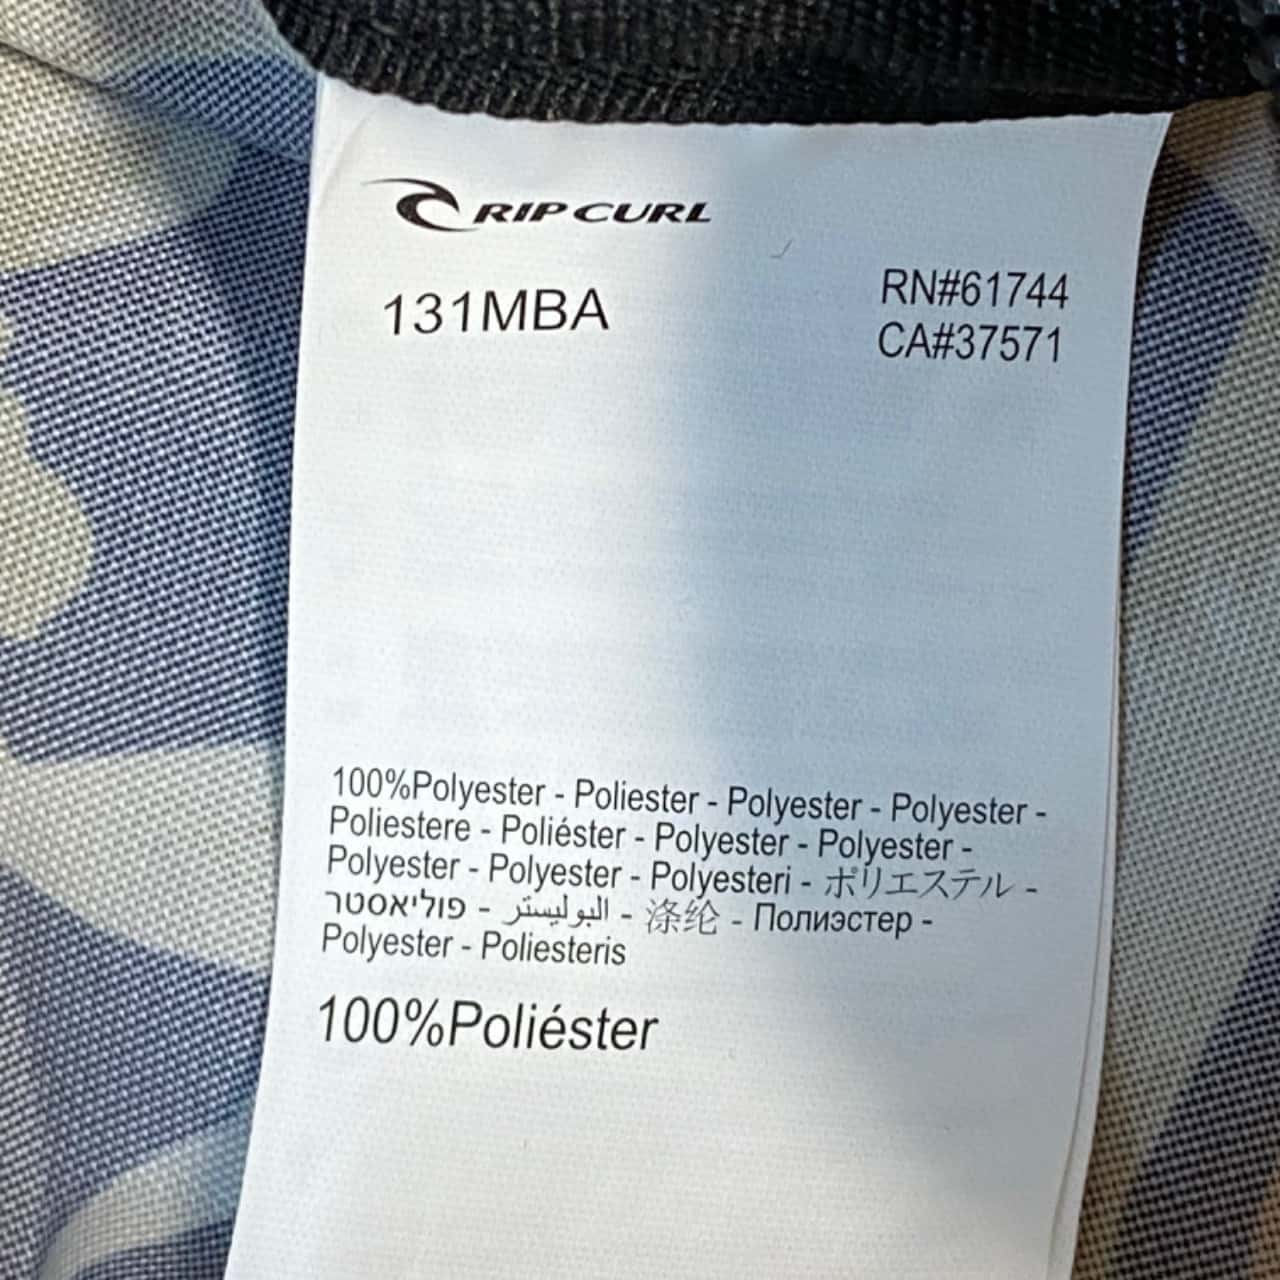 RIP CURL
131MBA
RN#61744
CA#37571
100%Polyester - Poliester - Polyester - Polyester -
Poliestere - Poliéster - Polyester - Polyester -
Polyester - Polyester - Polyesteri - ポリエステル -
פוליאסטר - البوليستر - 涤纶 - Полиэстер -
Polyester - Poliesteris
100%Poliéster